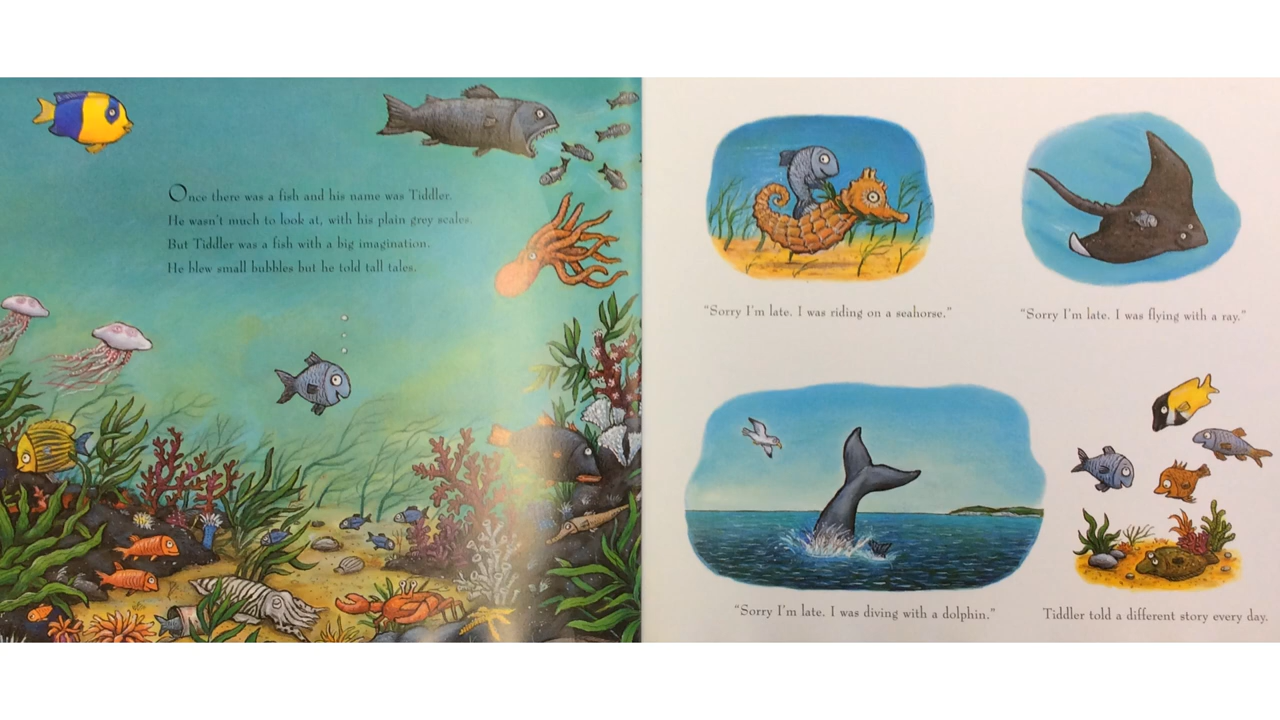 Once there was a fish and his name was Tiddler.
He wasn't much to look at, with his plain grey scales.
But Tiddler was a fish with a big imagination.
He blew small bubbles but he told tall tales.
"Sorry I'm late. I was riding on a seahorse."
"Sorry I'm late. I was flying with a ray."
"Sorry I'm late. I was diving with a dolphin."
Tiddler told a different story every day.